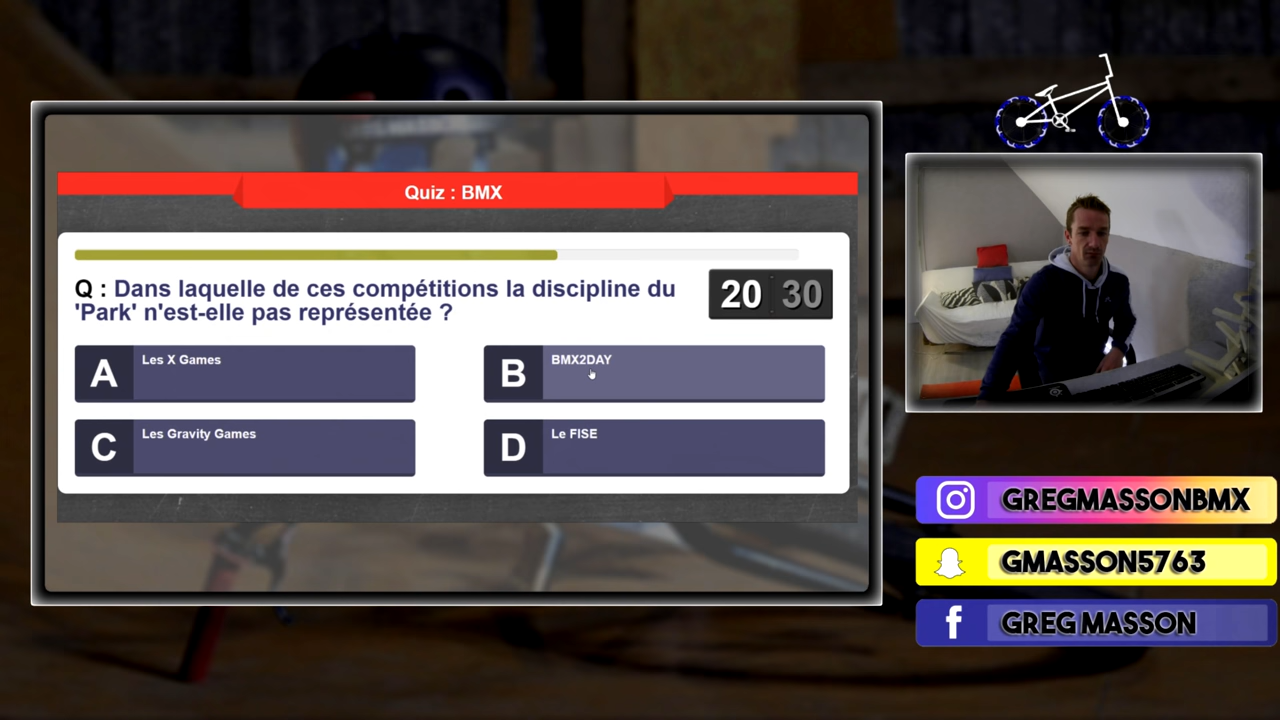 Quiz : BMX
Q : Dans laquelle de ces compétitions la discipline du
'Park' n'est-elle pas représentée ?
20 30
A Les X Games
B BMX2DAY
C Les Gravity Games
D Le FISE
GREGMASSONBMX
GMASSON5763
GREG MASSON